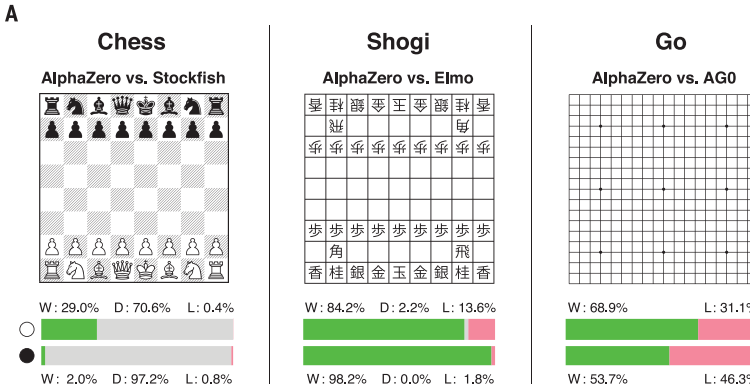 A
Chess
AlphaZero vs. Stockfish
W: 29.0% D: 70.6% L: 0.4%
W: 2.0% D: 97.2% L: 0.8%
Shogi
AlphaZero vs. Elmo
香 桂 銀 金 玉 金 銀 桂 香
飛 角
歩 歩 歩 歩 歩 歩 歩 歩 歩
歩 歩 歩 歩 歩 歩 歩 歩 歩
角 飛
香 桂 銀 金 玉 金 銀 桂 香
W: 84.2% D: 2.2% L: 13.6%
W: 98.2% D: 0.0% L: 1.8%
Go
AlphaZero vs. AG0
W: 68.9% L: 31.1%
W: 53.7% L: 46.3%